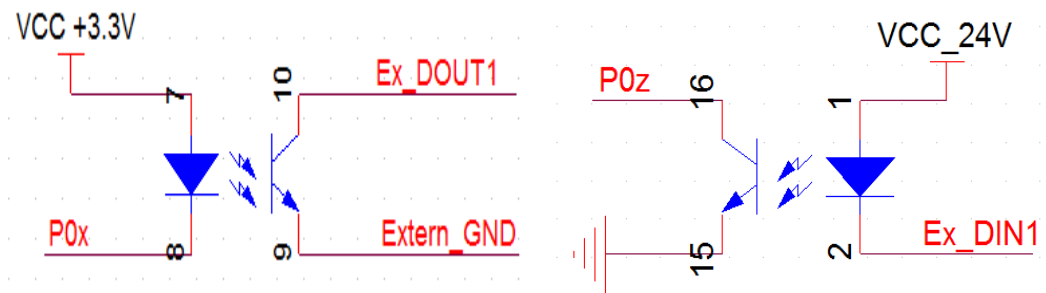 VCC +3.3V
7
10
Ex_DOUT1
P0x
8
9
Extern_GND
VCC_24V
P0z
16
1
15
2
Ex_DIN1